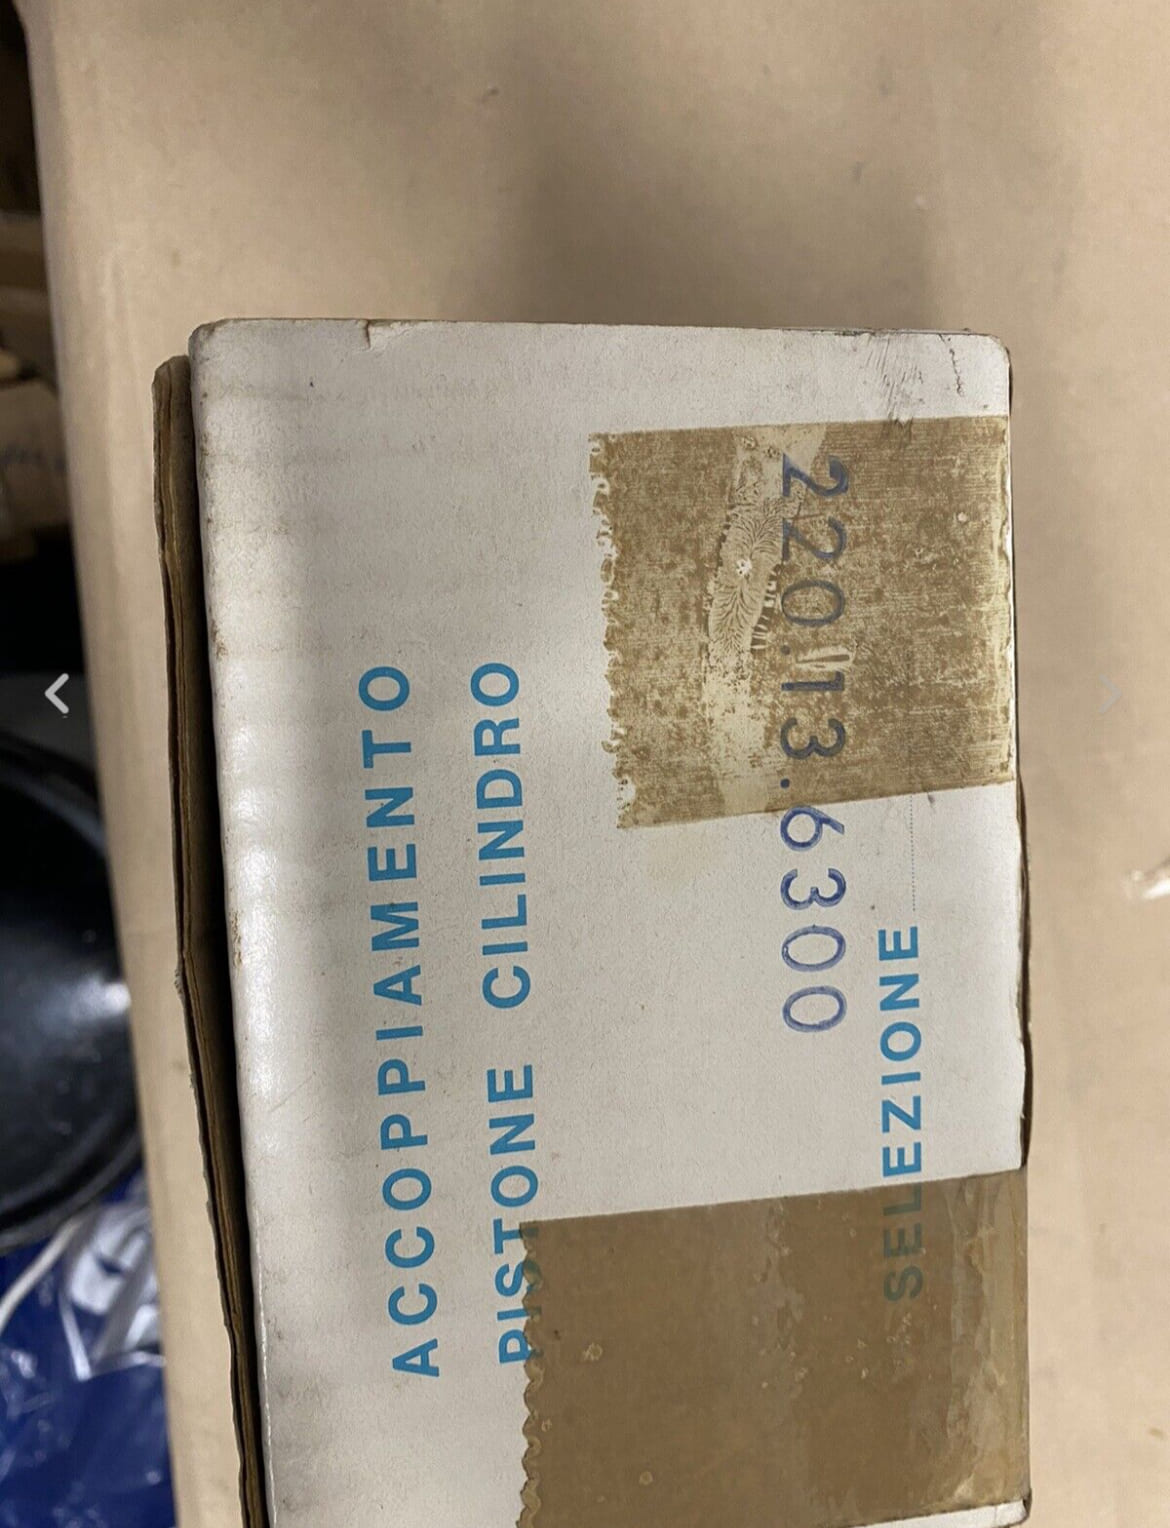 ACCOPPIAMENTO
PISTONE CILINDRO
220.13.6300
SELEZIONE